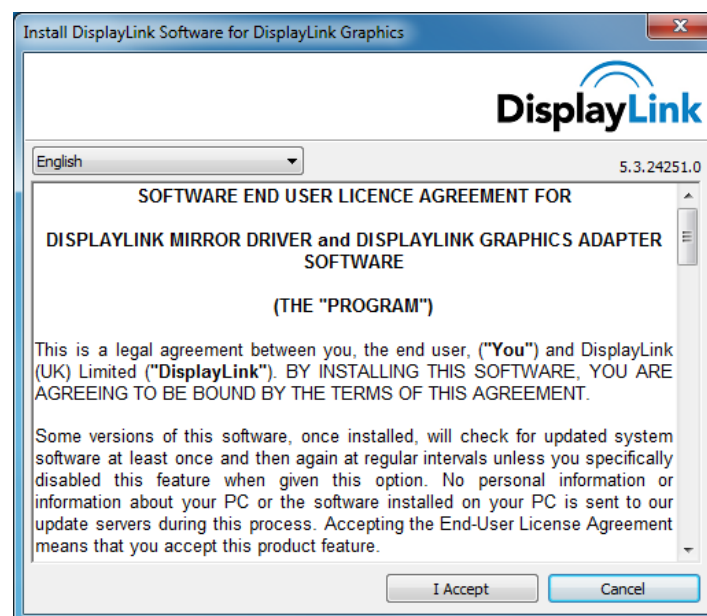 Install DisplayLink Software for DisplayLink Graphics
DisplayLink
English
5.3.24251.0
SOFTWARE END USER LICENCE AGREEMENT FOR
DISPLAYLINK MIRROR DRIVER and DISPLAYLINK GRAPHICS ADAPTER
SOFTWARE
(THE "PROGRAM")
This is a legal agreement between you, the end user, ("You") and DisplayLink
(UK) Limited ("DisplayLink"). BY INSTALLING THIS SOFTWARE, YOU ARE
AGREEING TO BE BOUND BY THE TERMS OF THIS AGREEMENT.
Some versions of this software, once installed, will check for updated system
software at least once and then again at regular intervals unless you specifically
disabled this feature when given this option. No personal information or
information about your PC or the software installed on your PC is sent to our
update servers during this process. Accepting the End-User License Agreement
means that you accept this product feature.
I Accept
Cancel